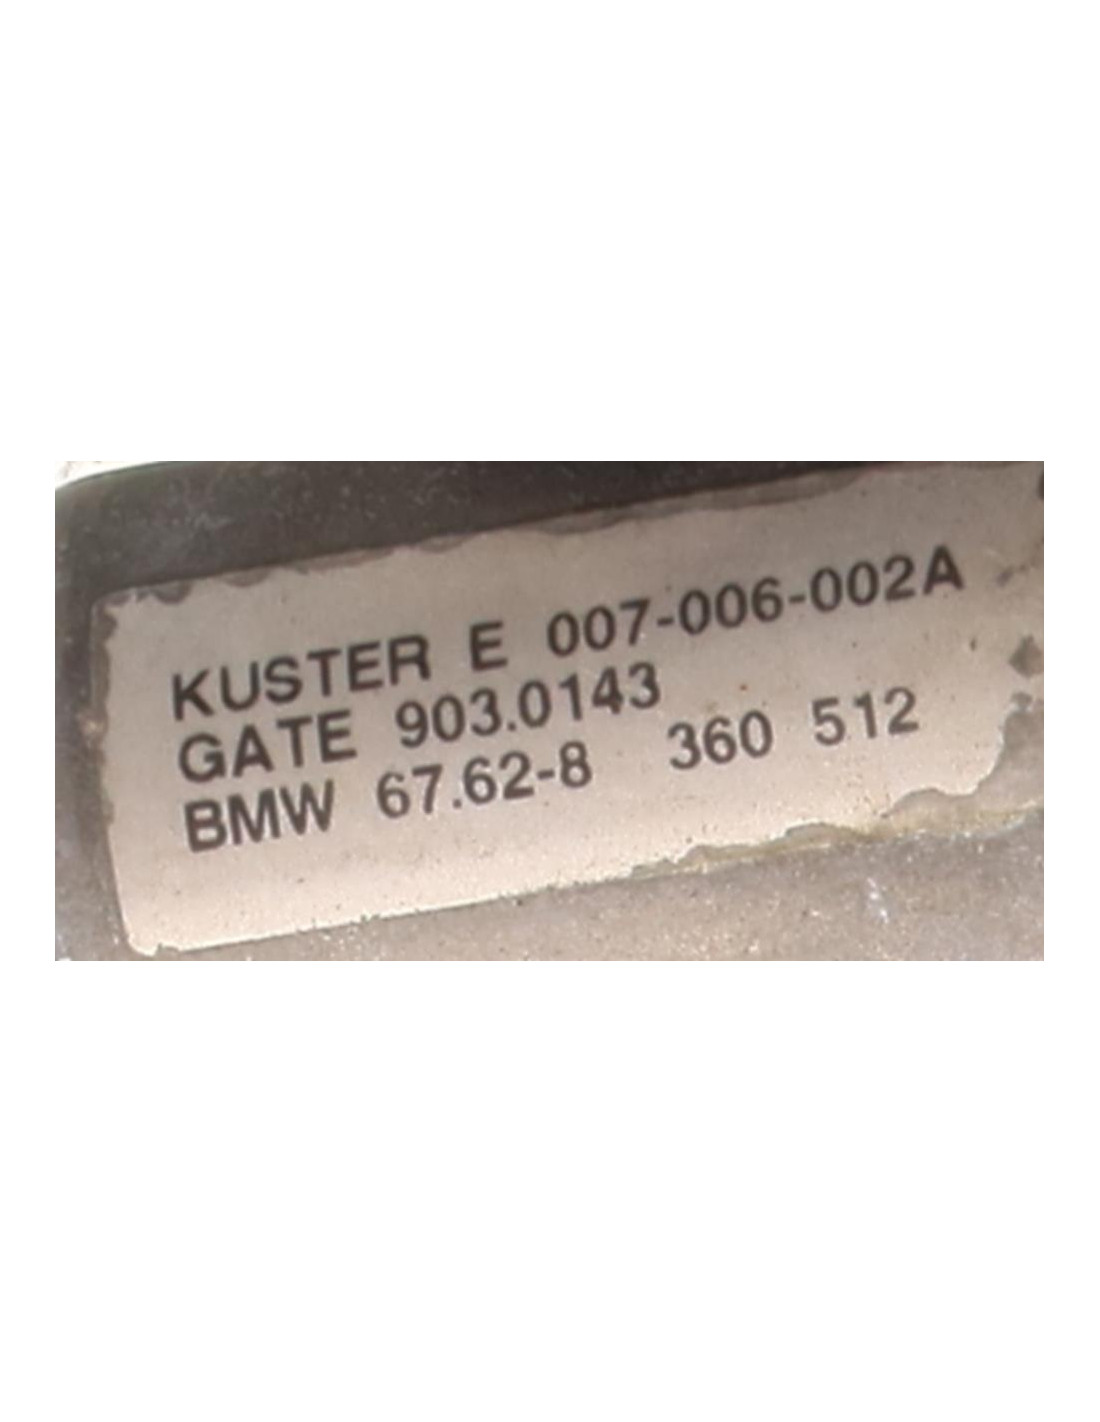 KUSTER E 007-006-002A
GATE 903.0143
BMW 67.62-8 360 512